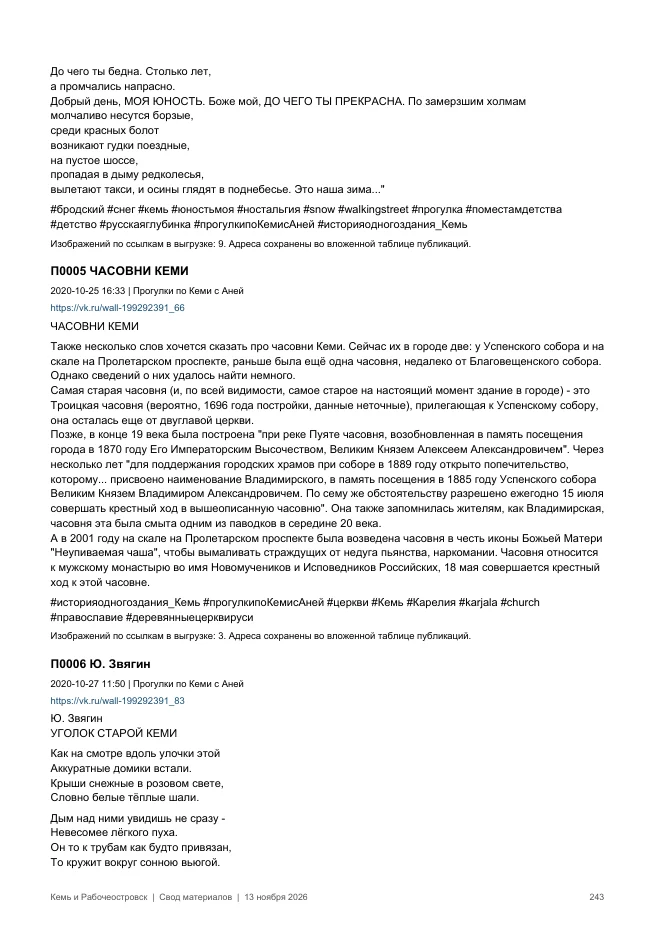 До чего ты бедна. Столько лет,
а промчались напрасно.
Добрый день, МОЯ ЮНОСТЬ. Боже мой, ДО ЧЕГО ТЫ ПРЕКРАСНА. По замерзшим холмам
молчаливо несутся борзые,
среди красных болот
возникают гудки поездные,
на пустое шоссе,
пропадая в дыму редколесья,
вылетают такси, и осины глядят в поднебесье. Это наша зима..."
#бродский #снег #кемь #юностьмоя #ностальгия #snow #walkingstreet #прогулка #поместамдетства
#детство #русскаяглубинка #прогулкипоКемисАней #историяодногоздания_Кемь
Изображений по ссылкам в выгрузке: 9. Адреса сохранены во вложенной таблице публикаций.
П0005 ЧАСОВНИ КЕМИ
2020-10-25 16:33 | Прогулки по Кеми с Аней
https://vk.ru/wall-199292391_66
ЧАСОВНИ КЕМИ
Также несколько слов хочется сказать про часовни Кеми. Сейчас их в городе две: у Успенского собора и на
скале на Пролетарском проспекте, раньше была ещё одна часовня, недалеко от Благовещенского собора.
Однако сведений о них удалось найти немного.
Самая старая часовня (и, по всей видимости, самое старое на настоящий момент здание в городе) - это
Троицкая часовня (вероятно, 1696 года постройки, данные неточные), прилегающая к Успенскому собору,
она осталась еще от двуглавой церкви.
Позже, в конце 19 века была построена "при реке Пуяте часовня, возобновленная в память посещения
города в 1870 году Его Императорским Высочеством, Великим Князем Алексеем Александровичем". Через
несколько лет "для поддержания городских храмов при соборе в 1889 году открыто попечительство,
которому... присвоено наименование Владимирского, в память посещения в 1885 году Успенского собора
Великим Князем Владимиром Александровичем. По сему же обстоятельству разрешено ежегодно 15 июля
совершать крестный ход в вышеописанную часовню". Она также запомнилась жителям, как Владимирская,
часовня эта была смыта одним из паводков в середине 20 века.
А в 2001 году на скале на Пролетарском проспекте была возведена часовня в честь иконы Божьей Матери
"Неупиваемая чаша", чтобы вымаливать страждущих от недуга пьянства, наркомании. Часовня относится
к мужскому монастырю во имя Новомучеников и Исповедников Российских, 18 мая совершается крестный
ход к этой часовне.
#историяодногоздания_Кемь #прогулкипоКемисАней #церкви #Кемь #Карелия #karjala #church
#православие #деревянныецерквируси
Изображений по ссылкам в выгрузке: 3. Адреса сохранены во вложенной таблице публикаций.
П0006 Ю. Звягин
2020-10-27 11:50 | Прогулки по Кеми с Аней
https://vk.ru/wall-199292391_83
Ю. Звягин
УГОЛОК СТАРОЙ КЕМИ
Как на смотре вдоль улочки этой
Аккуратные домики встали.
Крыши снежные в розовом свете,
Словно белые тёплые шали.
Дым над ними увидишь не сразу -
Невесомее лёгкого пуха.
Он то к трубам как будто привязан,
То кружит вокруг сонною вьюгой.
Кемь и Рабочеостровск | Свод материалов | 13 ноября 2026
243